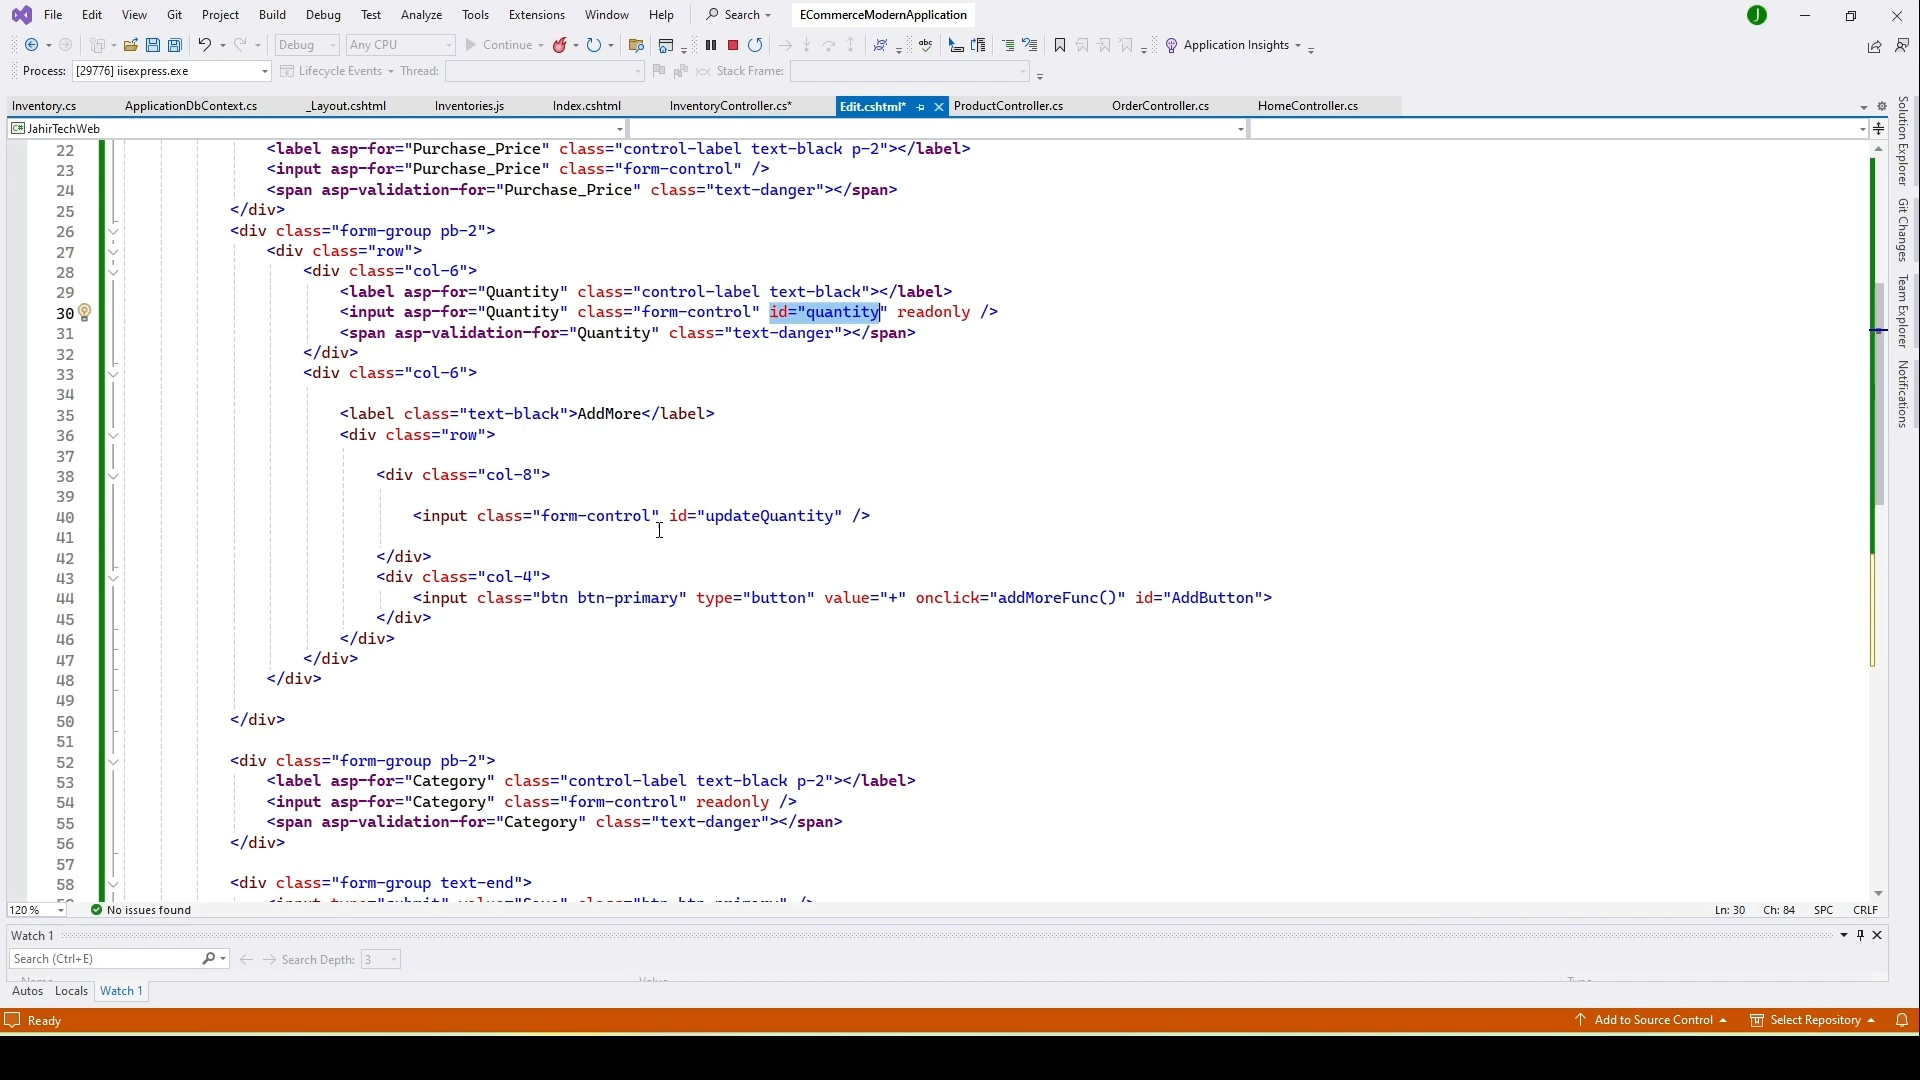 File Edit View Git Project Build Debug Test Analyze Tools Extensions Window Help Search ECommerceModernApplication J
Debug Any CPU Continue Application Insights
Process: [29776] iisexpress.exe Lifecycle Events Thread: Stack Frame:
Inventory.cs ApplicationDbContext.cs _Layout.cshtml Inventories.js Index.cshtml InventoryController.cs* Edit.cshtml* ProductController.cs OrderController.cs HomeController.cs
JahirTechWeb
22 <label asp-for="Purchase_Price" class="control-label text-black p-2"></label>
23 <input asp-for="Purchase_Price" class="form-control" />
24 <span asp-validation-for="Purchase_Price" class="text-danger"></span>
25 </div>
26 <div class="form-group pb-2">
27 <div class="row">
28 <div class="col-6">
29 <label asp-for="Quantity" class="control-label text-black"></label>
30 <input asp-for="Quantity" class="form-control" id="quantity" readonly />
31 <span asp-validation-for="Quantity" class="text-danger"></span>
32 </div>
33 <div class="col-6">
34
35 <label class="text-black">AddMore</label>
36 <div class="row">
37
38 <div class="col-8">
39
40 <input class="form-control" id="updateQuantity" />
41
42 </div>
43 <div class="col-4">
44 <input class="btn btn-primary" type="button" value="+" onclick="addMoreFunc()" id="AddButton">
45 </div>
46 </div>
47 </div>
48 </div>
49
50 </div>
51
52 <div class="form-group pb-2">
53 <label asp-for="Category" class="control-label text-black p-2"></label>
54 <input asp-for="Category" class="form-control" readonly />
55 <span asp-validation-for="Category" class="text-danger"></span>
56 </div>
57
58 <div class="form-group text-end">
<input type="submit" value="Save" class="btn btn-primary" />
120 % No issues found Ln: 30 Ch: 84 SPC CRLF
Watch 1
Search (Ctrl+E) Search Depth: 3
Name Value Type
Autos Locals Watch 1
Ready Add to Source Control Select Repository
Solution Explorer
Git Changes
Team Explorer
Notifications